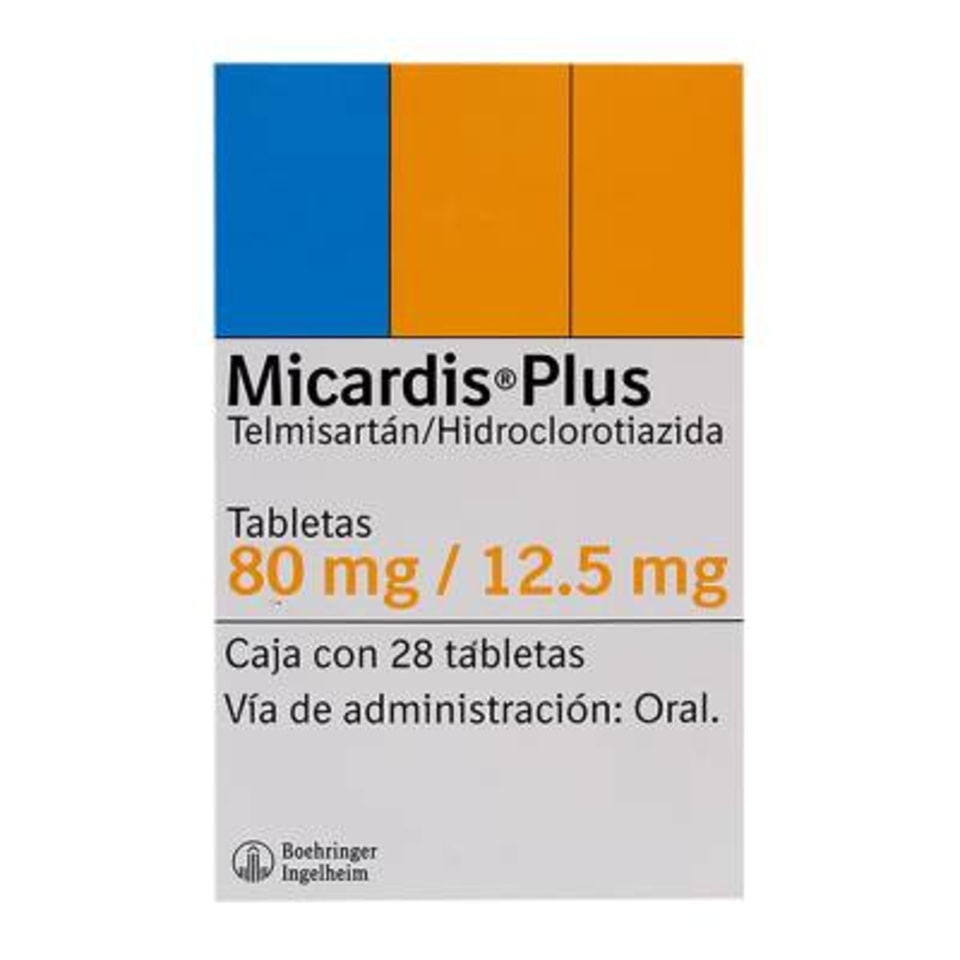 Micardis®Plus
Telmisartán/Hidroclorotiazida
Tabletas
80 mg / 12.5 mg
Caja con 28 tabletas
Vía de administración: Oral.
Boehringer
Ingelheim